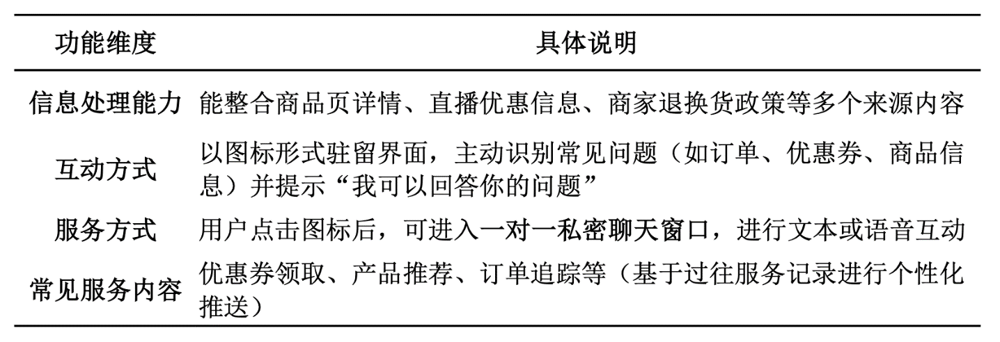 功能维度 具体说明
信息处理能力 能整合商品页详情、直播优惠信息、商家退换货政策等多个来源内容
互动方式 以图标形式驻留界面，主动识别常见问题（如订单、优惠券、商品信
息）并提示“我可以回答你的问题”
服务方式 用户点击图标后，可进入一对一私密聊天窗口，进行文本或语音互动
常见服务内容 优惠券领取、产品推荐、订单追踪等（基于过往服务记录进行个性化
推送）